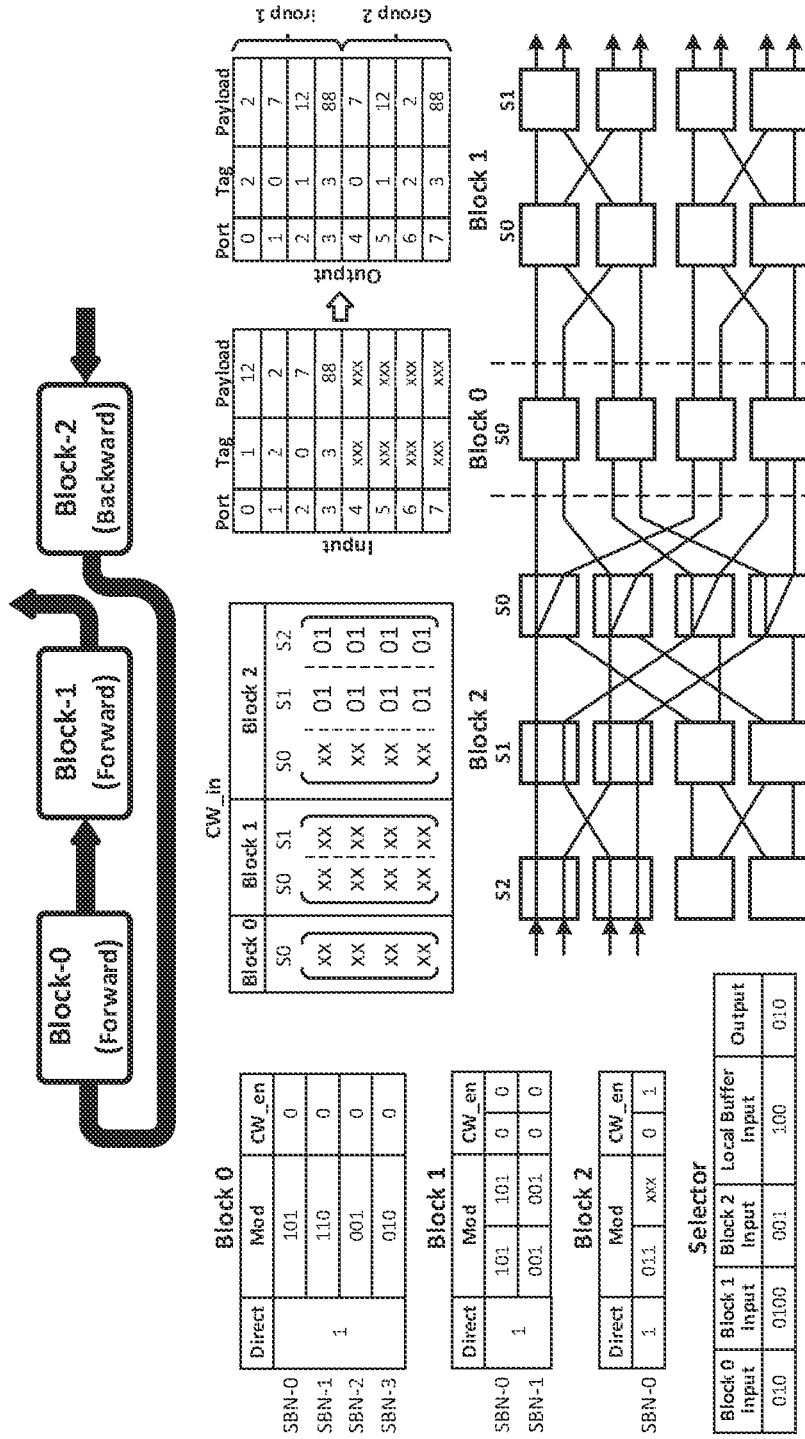 Block-0
(Forward)
Block-1
(Forward)
Block-2
(Backward)
Block 0
Direct Mod CW_en
SBN-0 1 101 0
SBN-1 110 0
SBN-2 001 0
SBN-3 010 0
Block 1
Direct Mod CW_en
SBN-0 1 101 101 0 0
SBN-1 001 001 0 0
Block 2
Direct Mod CW_en
SBN-0 1 011 xxx 0 1
Selector
Block 0 Input Block 1 Input Block 2 Input Local Buffer Input Output
010 0100 001 100 010
CW_in
Block 0 Block 1 Block 2
S0 S0 S1 S0 S1 S2
xx xx xx xx 01 01
xx xx xx xx 01 01
xx xx xx xx 01 01
xx xx xx xx 01 01
Input
Port Tag Payload
0 1 12
1 2 2
2 0 7
3 3 88
4 xxx xxx
5 xxx xxx
6 xxx xxx
7 xxx xxx
Output
Port Tag Payload
0 2 2
1 0 7
2 1 12
3 3 88
4 0 7
5 1 12
6 2 2
7 3 88
iroup 1
Group 2
Block 2
S2 S1 S0
Block 0
S0
Block 1
S0 S1